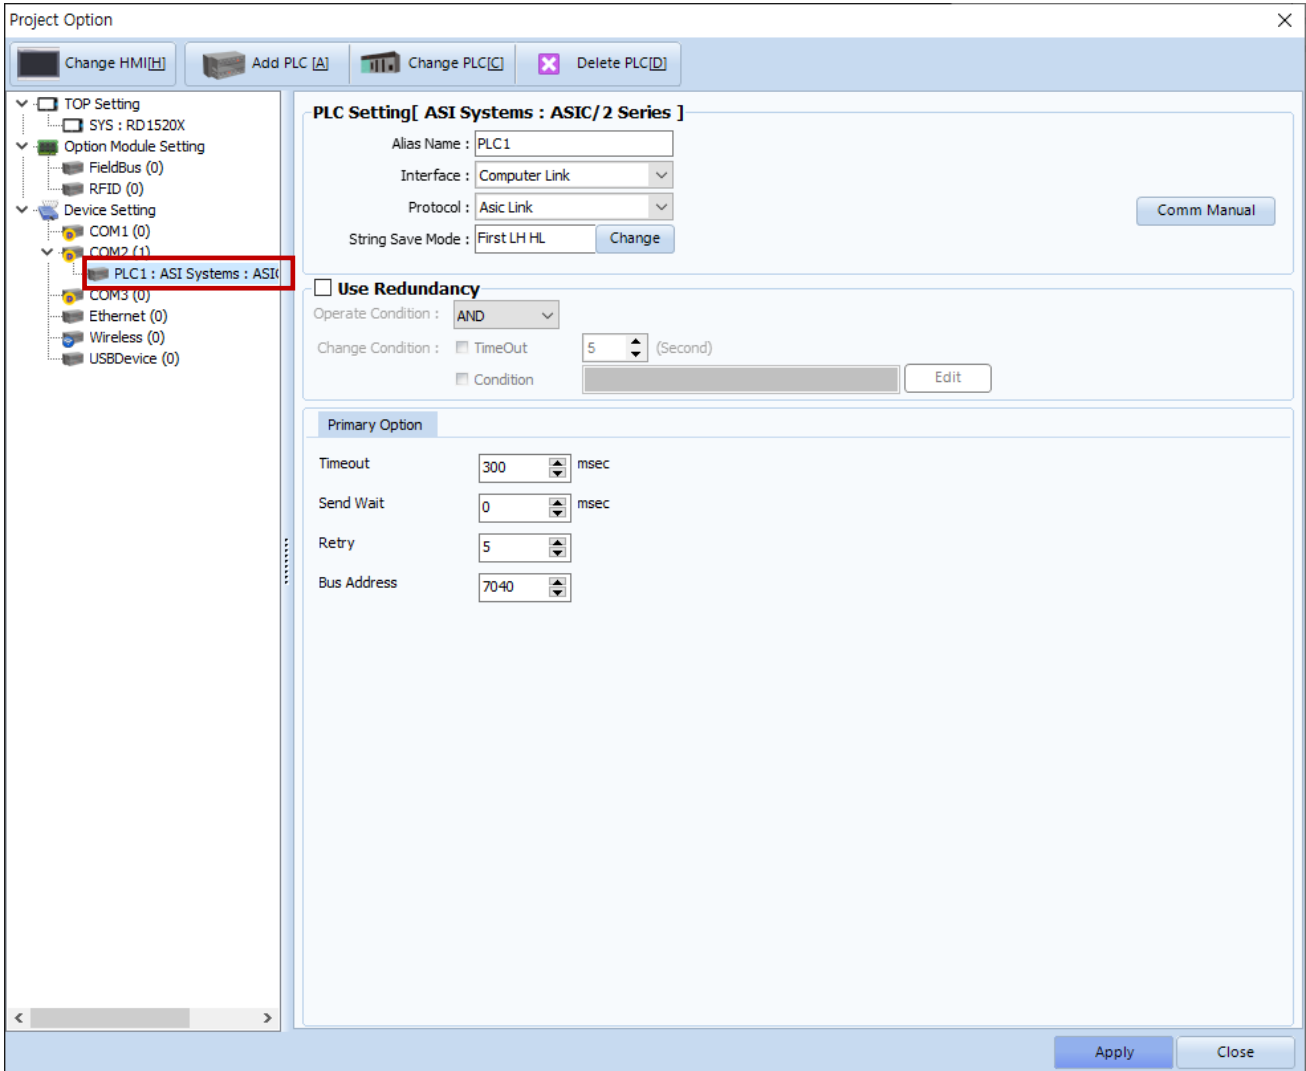 Project Option
Change HMI[H]
Add PLC [A]
Change PLC[C]
Delete PLC[D]
TOP Setting
SYS : RD1520X
Option Module Setting
FieldBus (0)
RFID (0)
Device Setting
COM1 (0)
COM2 (1)
PLC1 : ASI Systems : ASIC
COM3 (0)
Ethernet (0)
Wireless (0)
USBDevice (0)
PLC Setting[ ASI Systems : ASIC/2 Series ]
Alias Name : PLC1
Interface : Computer Link
Protocol : Asic Link
String Save Mode : First LH HL Change
Comm Manual
Use Redundancy
Operate Condition : AND
Change Condition : TimeOut 5 (Second)
Condition Edit
Primary Option
Timeout 300 msec
Send Wait 0 msec
Retry 5
Bus Address 7040
Apply Close